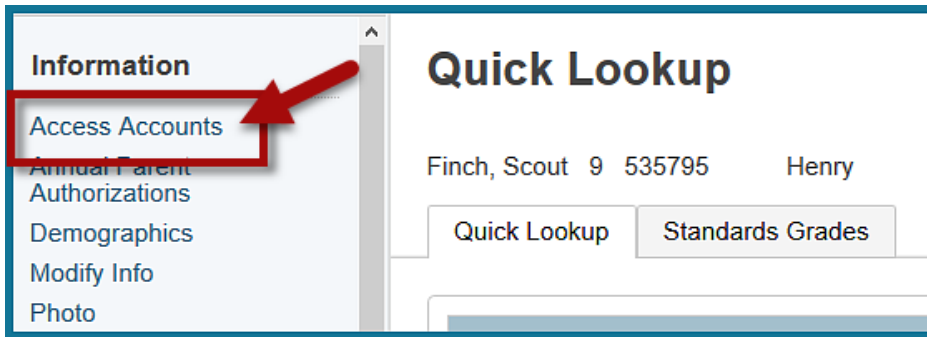 Information
Access Accounts
Annual Parent
Authorizations
Demographics
Modify Info
Photo
Quick Lookup
Finch, Scout 9 535795 Henry
Quick Lookup Standards Grades